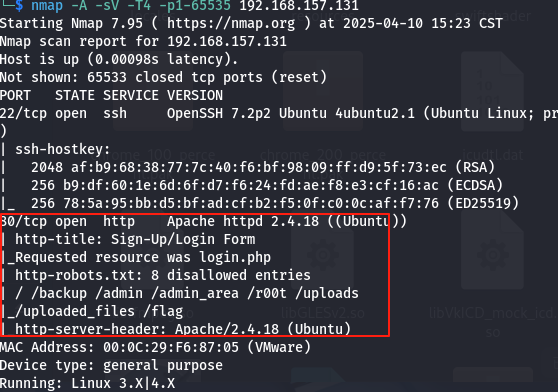 └─$ nmap -A -sV -T4 -p1-65535 192.168.157.131
Starting Nmap 7.95 ( https://nmap.org ) at 2025-04-10 15:23 CST
Nmap scan report for 192.168.157.131
Host is up (0.00098s latency).
Not shown: 65533 closed tcp ports (reset)
PORT   STATE SERVICE VERSION
22/tcp open  ssh     OpenSSH 7.2p2 Ubuntu 4ubuntu2.1 (Ubuntu Linux; pr
)
| ssh-hostkey:
|   2048 af:b9:68:38:77:7c:40:f6:bf:98:09:ff:d9:5f:73:ec (RSA)
|   256 b9:df:60:1e:6d:6f:d7:f6:24:fd:ae:f8:e3:cf:16:ac (ECDSA)
|_  256 78:5a:95:bb:d5:bf:ad:cf:b2:f5:0f:c0:0c:af:f7:76 (ED25519)
80/tcp open  http    Apache httpd 2.4.18 ((Ubuntu))
| http-title: Sign-Up/Login Form
|_Requested resource was login.php
| http-robots.txt: 8 disallowed entries
| / /backup /admin /admin_area /r00t /uploads
|_/uploaded_files /flag
| http-server-header: Apache/2.4.18 (Ubuntu)
MAC Address: 00:0C:29:F6:87:05 (VMware)
Device type: general purpose
Running: Linux 3.X|4.X